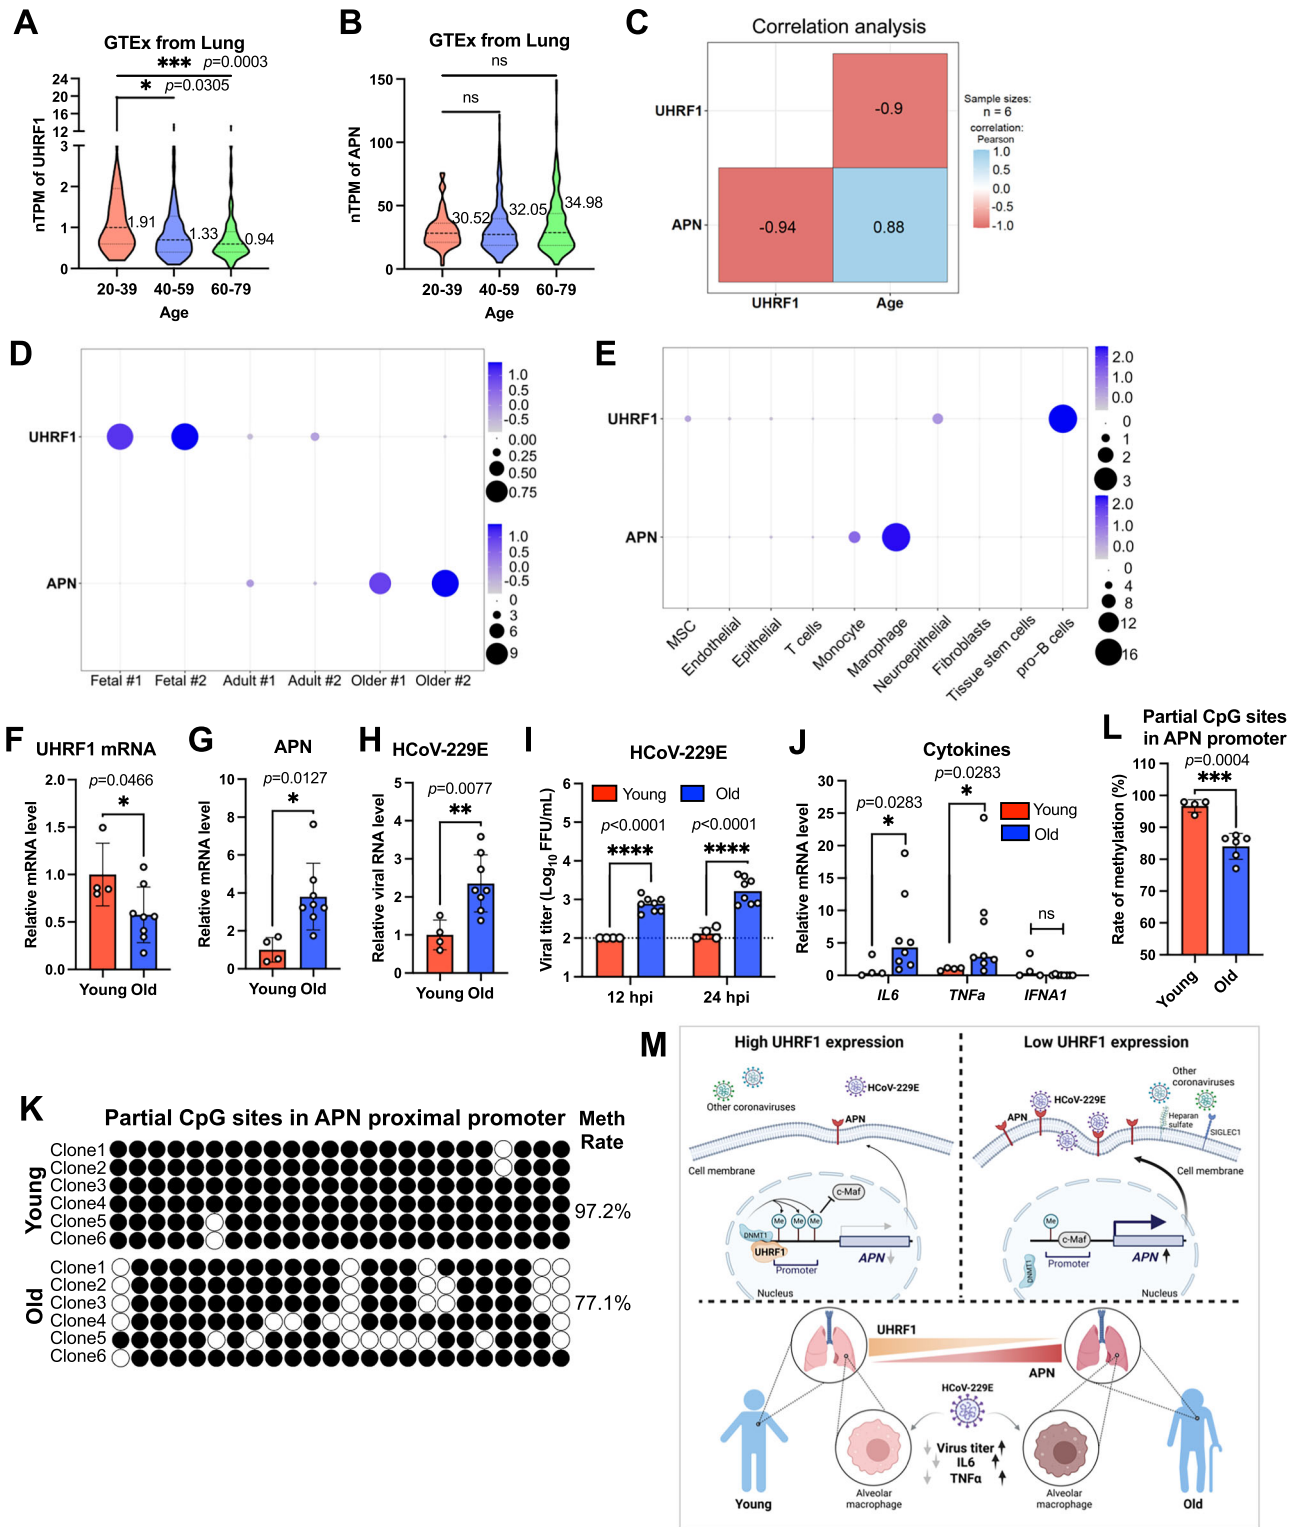 A
GTEx from Lung
*** p=0.0003
* p=0.0305
24
20
16
12
3
2
1
0
nTPM of UHRF1
1.91
1.33
0.94
20-39 40-59 60-79
Age
B
GTEx from Lung
ns
ns
150
100
50
0
nTPM of APN
30.52
32.05
34.98
20-39 40-59 60-79
Age
C
Correlation analysis
UHRF1
APN
-0.9
-0.94
0.88
UHRF1 Age
Sample sizes:
n = 6
correlation:
Pearson
1.0
0.5
0.0
-0.5
-1.0
D
UHRF1
APN
Fetal #1 Fetal #2 Adult #1 Adult #2 Older #1 Older #2
1.0
0.5
0.0
-0.5
0.00
0.25
0.50
0.75
1.0
0.5
0.0
-0.5
0
3
6
9
E
UHRF1
APN
MSC
Endothelial
Epithelial
T cells
Monocyte
Marophage
Neuroepithelial
Fibroblasts
Tissue stem cells
pro-B cells
2.0
1.0
0.0
0
1
2
3
2.0
1.0
0.0
0
4
8
12
16
F
UHRF1 mRNA
p=0.0466
*
2.0
1.5
1.0
0.5
0.0
Relative mRNA level
Young Old
G
APN
p=0.0127
*
10
8
6
4
2
0
Relative mRNA level
Young Old
H
HCoV-229E
p=0.0077
**
5
4
3
2
1
0
Relative viral RNA level
Young Old
I
HCoV-229E
Young Old
p<0.0001 p<0.0001
**** ****
6
5
4
3
2
1
Viral titer (Log10 FFU/mL)
12 hpi 24 hpi
J
Cytokines
p=0.0283
*
p=0.0283
*
ns
Young
Old
30
25
20
15
10
5
0
Relative mRNA level
IL6 TNFa IFNA1
L
Partial CpG sites
in APN promoter
p=0.0004
***
110
100
90
80
70
60
50
Rate of methylation (%)
Young
Old
K
Partial CpG sites in APN proximal promoter
Meth
Rate
Young
Clone1
Clone2
Clone3
Clone4
Clone5
Clone6
97.2%
Old
Clone1
Clone2
Clone3
Clone4
Clone5
Clone6
77.1%
M
High UHRF1 expression
HCoV-229E
Other coronaviruses
APN
Cell membrane
c-Maf
Me Me Me
DNMT1
UHRF1
APN
Promoter
Nucleus
Low UHRF1 expression
Other
coronaviruses
HCoV-229E
APN
Heparan
sulfate
SIGLEC1
Cell membrane
Me
c-Maf
APN
Promoter
DNMT1
Nucleus
UHRF1
APN
HCoV-229E
Virus titer
IL6
TNFα
Alveolar
macrophage
Alveolar
macrophage
Young
Old